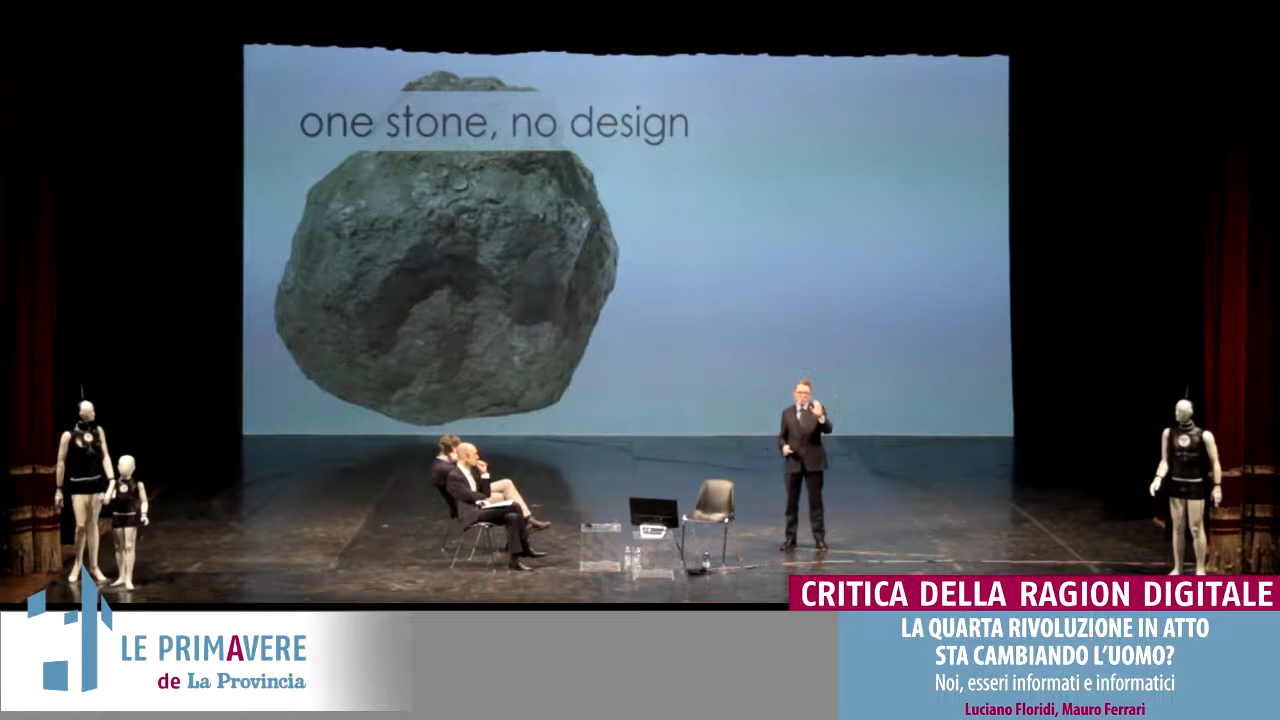 one stone, no design
CRITICA DELLA RAGION DIGITALE
LA QUARTA RIVOLUZIONE IN ATTO
STA CAMBIANDO L'UOMO?
Noi, esseri informati e informatici
Luciano Floridi, Mauro Ferrari
LE PRIMAVERE
de La Provincia